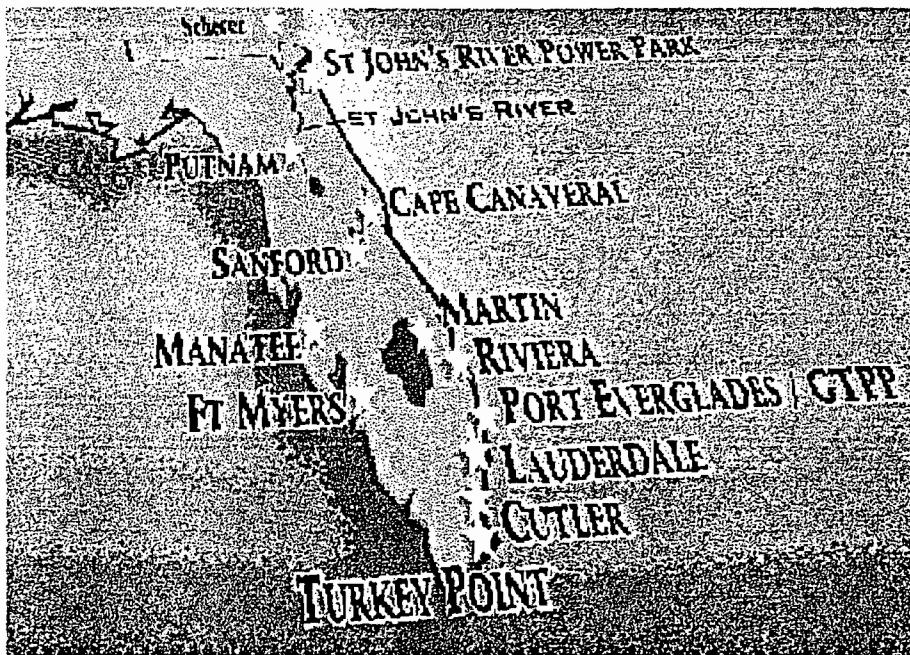 Scherer
ST JOHN'S RIVER POWER PARK
ST JOHN'S RIVER
PUTNAM
CAPE CANAVERAL
SANFORD
MARTIN
MANATEE
RIVIERA
FT MYERS
PORT EVERGLADES / GTPP
LAUDERDALE
CUTLER
TURKEY POINT